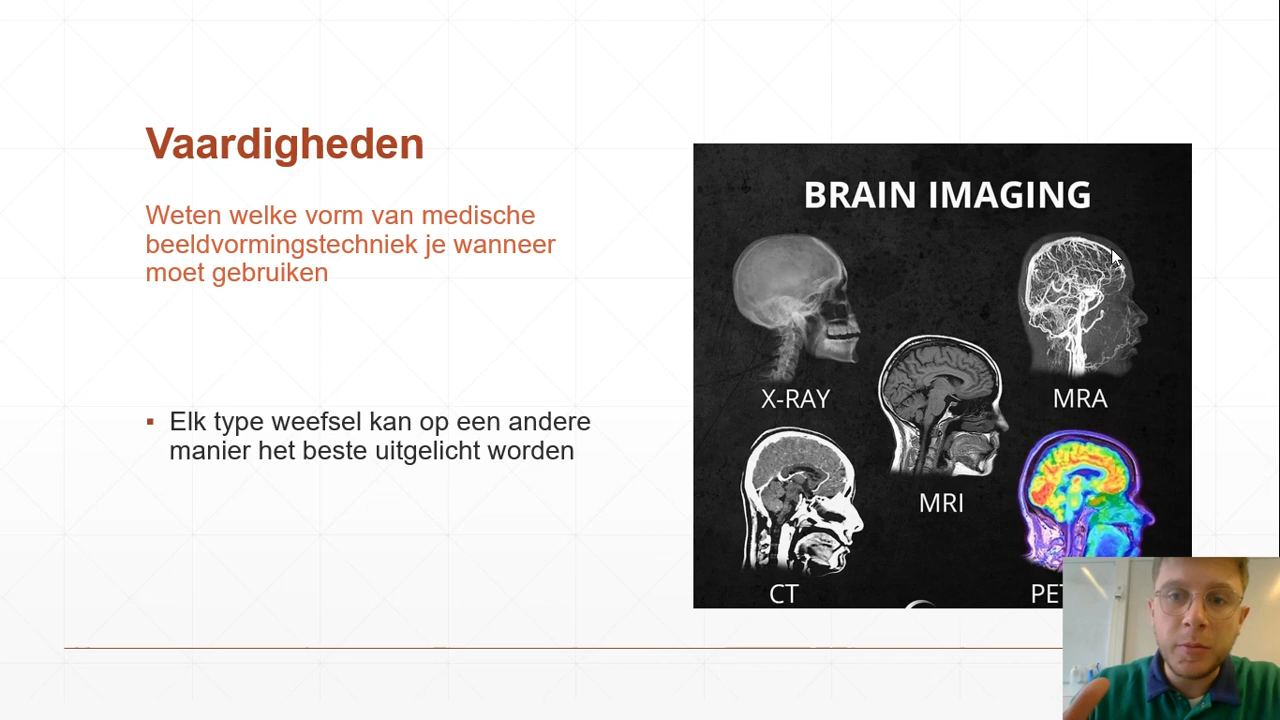 Vaardigheden
Weten welke vorm van medische
beeldvormingstechniek je wanneer
moet gebruiken
Elk type weefsel kan op een andere
manier het beste uitgelicht worden
BRAIN IMAGING
X-RAY
MRA
MRI
CT